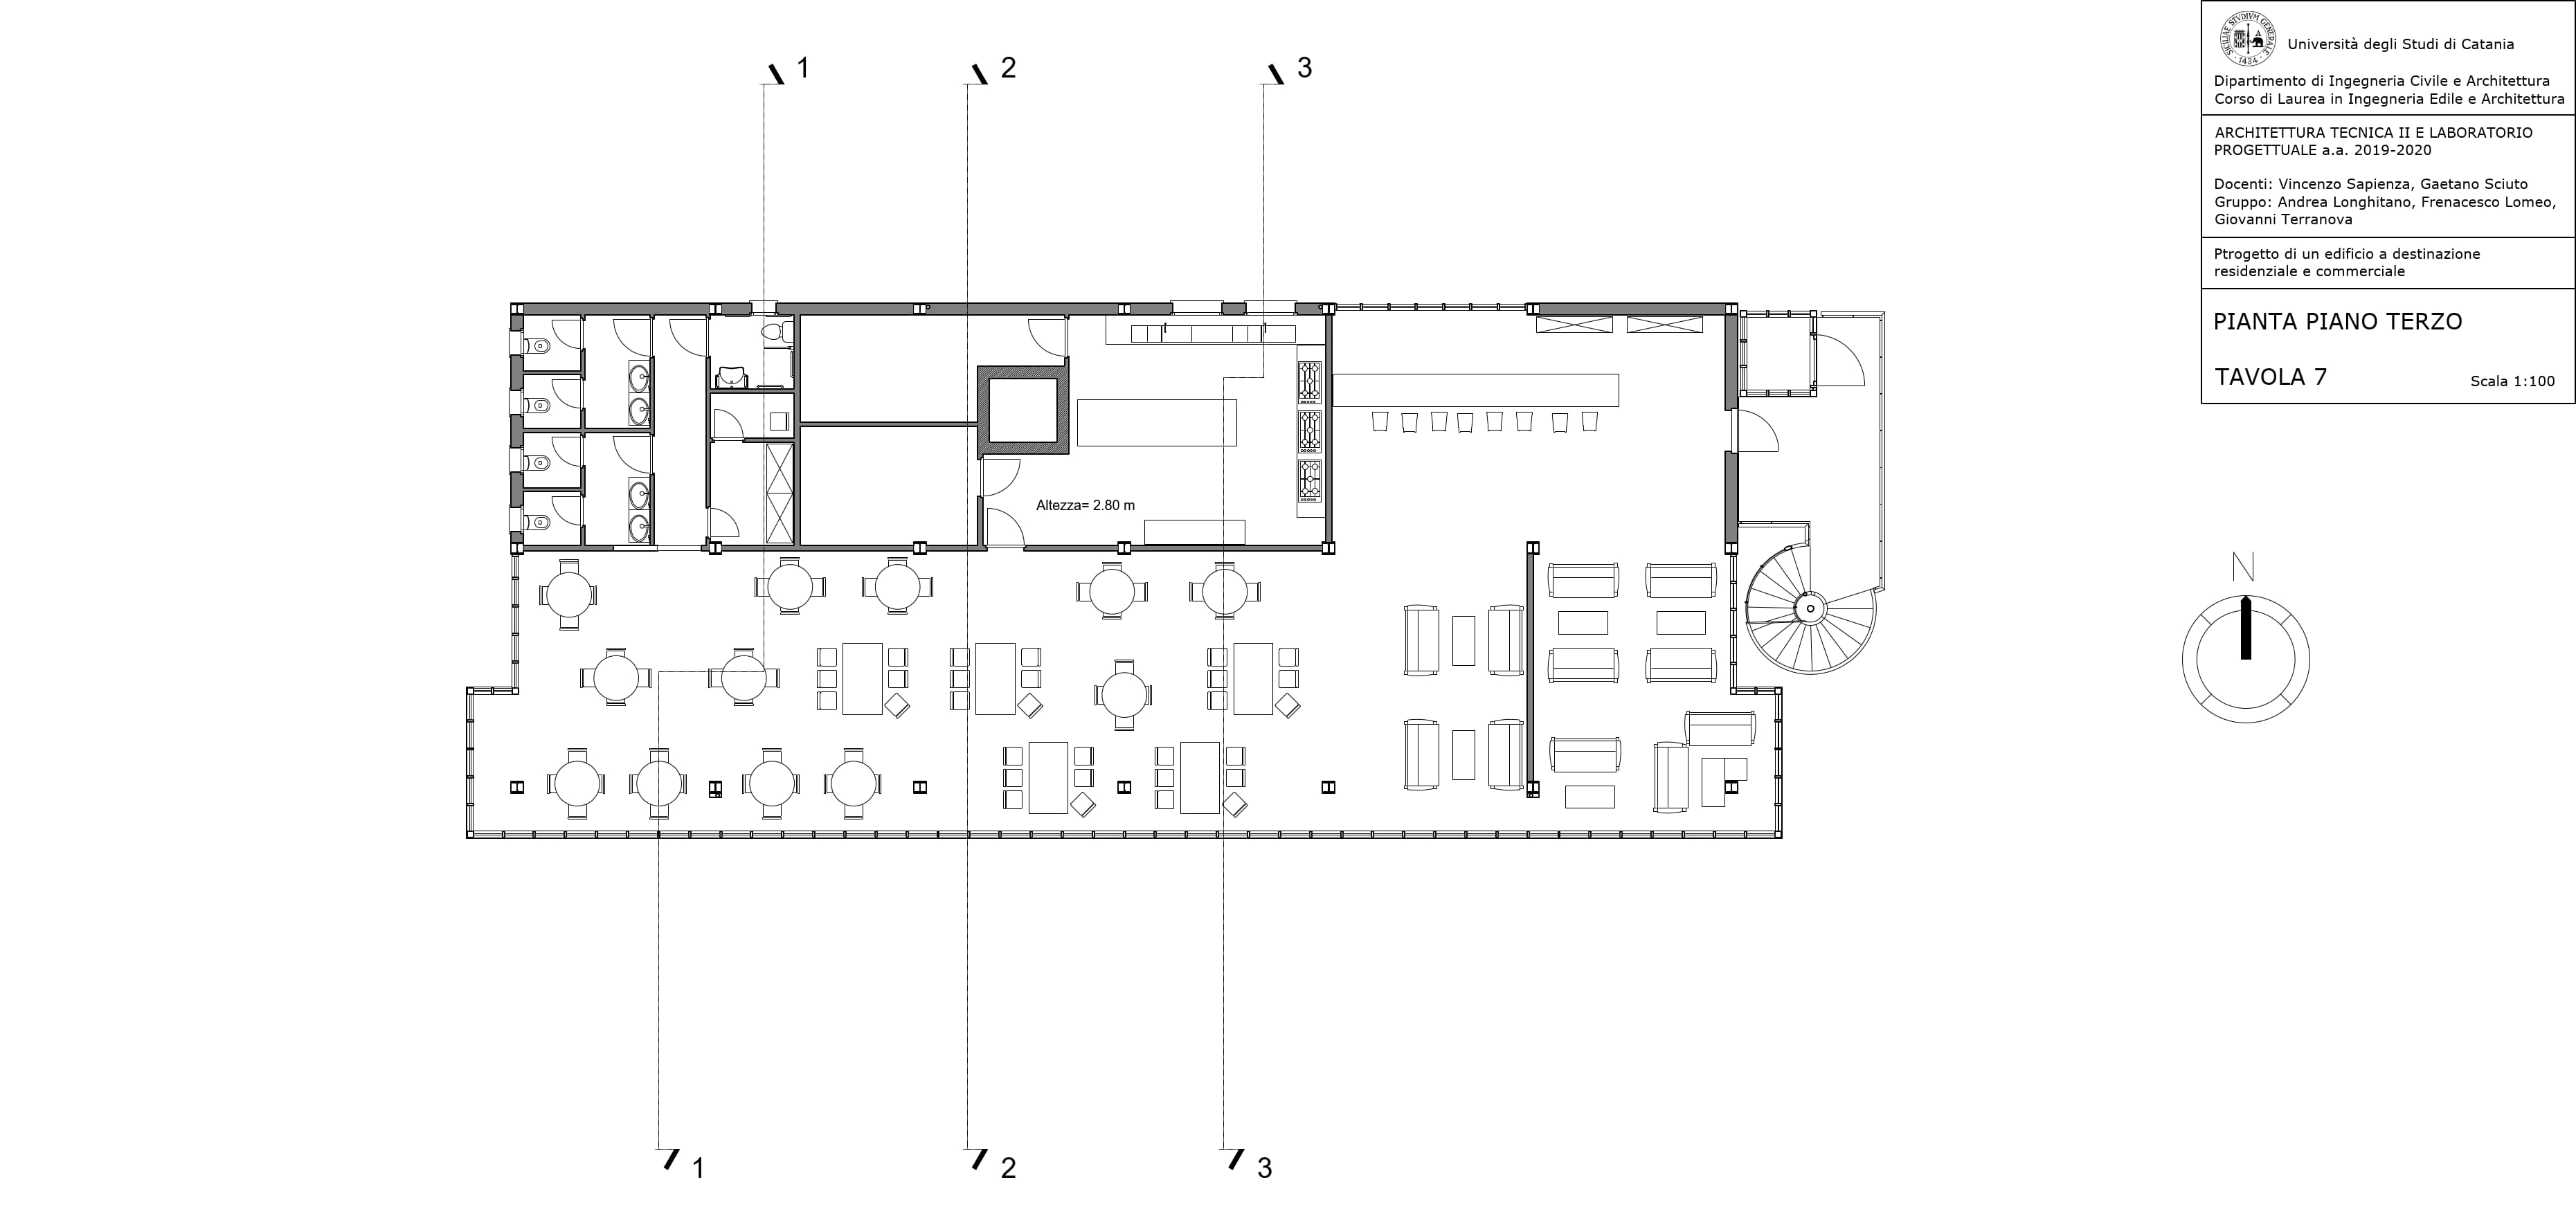 1
2
3
SICILIAE STVDIVM GENERALE
1434
Università degli Studi di Catania
Dipartimento di Ingegneria Civile e Architettura
Corso di Laurea in Ingegneria Edile e Architettura
ARCHITETTURA TECNICA II E LABORATORIO
PROGETTUALE a.a. 2019-2020
Docenti: Vincenzo Sapienza, Gaetano Sciuto
Gruppo: Andrea Longhitano, Frenacesco Lomeo,
Giovanni Terranova
Ptrogetto di un edificio a destinazione
residenziale e commerciale
PIANTA PIANO TERZO
TAVOLA 7
Scala 1:100
Altezza= 2.80 m
N
1
2
3